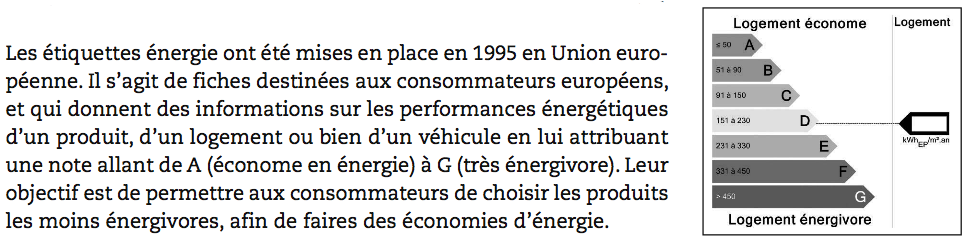 Les étiquettes énergie ont été mises en place en 1995 en Union euro-
péenne. Il s’agit de fiches destinées aux consommateurs européens,
et qui donnent des informations sur les performances énergétiques
d’un produit, d’un logement ou bien d’un véhicule en lui attribuant
une note allant de A (économe en énergie) à G (très énergivore). Leur
objectif est de permettre aux consommateurs de choisir les produits
les moins énergivores, afin de faires des économies d’énergie.
Logement économe
Logement
≤ 50 A
51 à 90 B
91 à 150 C
151 à 230 D
231 à 330 E
331 à 450 F
> 450 G
kWhEP/m².an
Logement énergivore